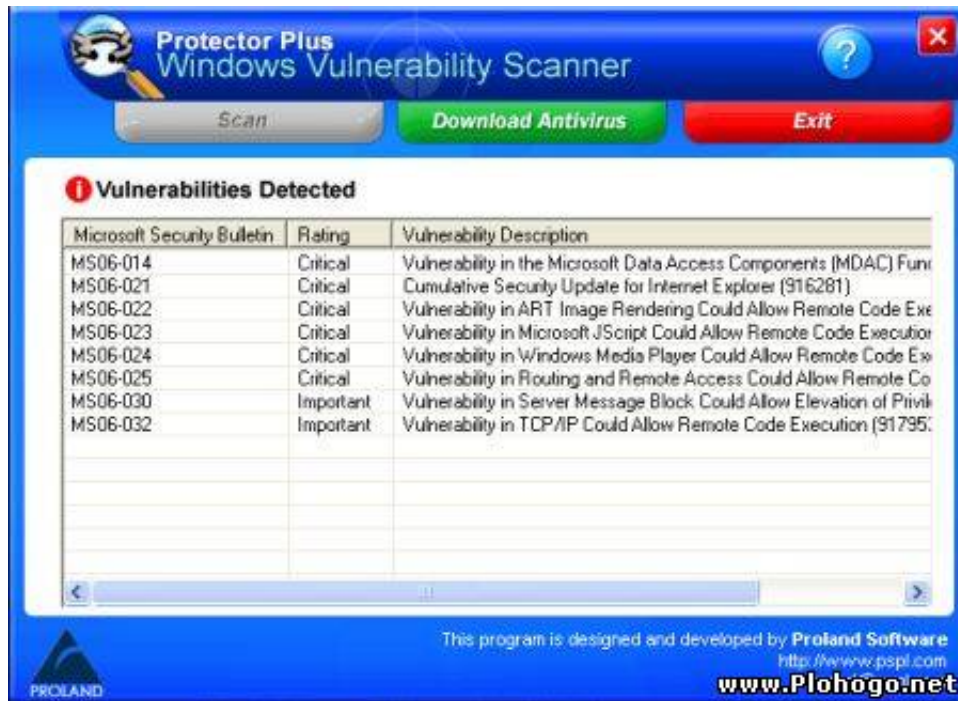 Protector Plus
Windows Vulnerability Scanner
?
Scan
Download Antivirus
Exit
Vulnerabilities Detected
Microsoft Security Bulletin Rating Vulnerability Description
MS06-014 Critical Vulnerability in the Microsoft Data Access Components (MDAC) Func
MS06-021 Critical Cumulative Security Update for Internet Explorer (916281)
MS06-022 Critical Vulnerability in ART Image Rendering Could Allow Remote Code Exe
MS06-023 Critical Vulnerability in Microsoft JScript Could Allow Remote Code Execution
MS06-024 Critical Vulnerability in Windows Media Player Could Allow Remote Code Ex
MS06-025 Critical Vulnerability in Routing and Remote Access Could Allow Remote Co
MS06-030 Important Vulnerability in Server Message Block Could Allow Elevation of Privil
MS06-032 Important Vulnerability in TCP/IP Could Allow Remote Code Execution (917953
This program is designed and developed by Proland Software
http://www.pspl.com
PROLAND
www.Plohogo.net